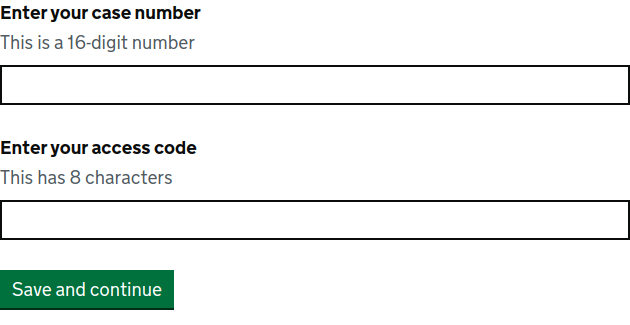 Enter your case number
This is a 16-digit number
Enter your access code
This has 8 characters
Save and continue